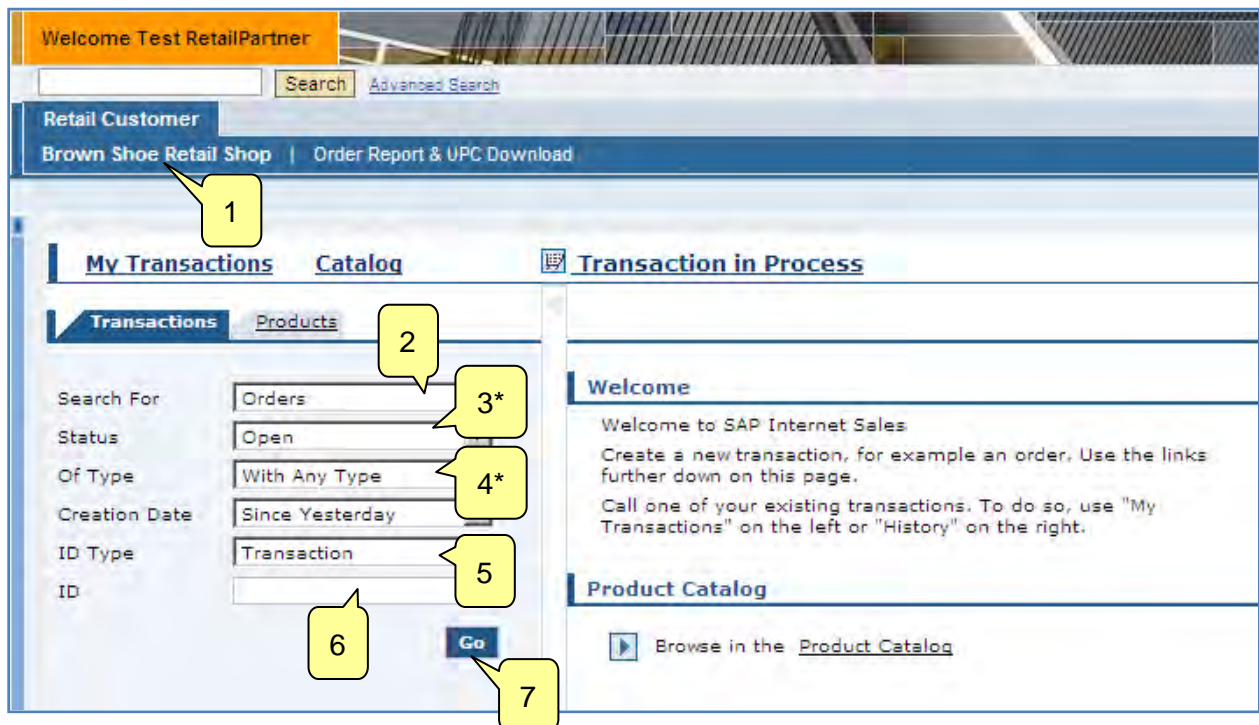 Welcome Test RetailPartner
Search Advanced Search
Retail Customer
Brown Shoe Retail Shop | Order Report & UPC Download
1
My Transactions Catalog Transaction in Process
Transactions Products
2
Search For Orders
3*
Status Open
Of Type With Any Type
4*
Creation Date Since Yesterday
ID Type Transaction
5
ID
6
Go
7
Welcome
Welcome to SAP Internet Sales
Create a new transaction, for example an order. Use the links
further down on this page.
Call one of your existing transactions. To do so, use "My
Transactions" on the left or "History" on the right.
Product Catalog
Browse in the Product Catalog